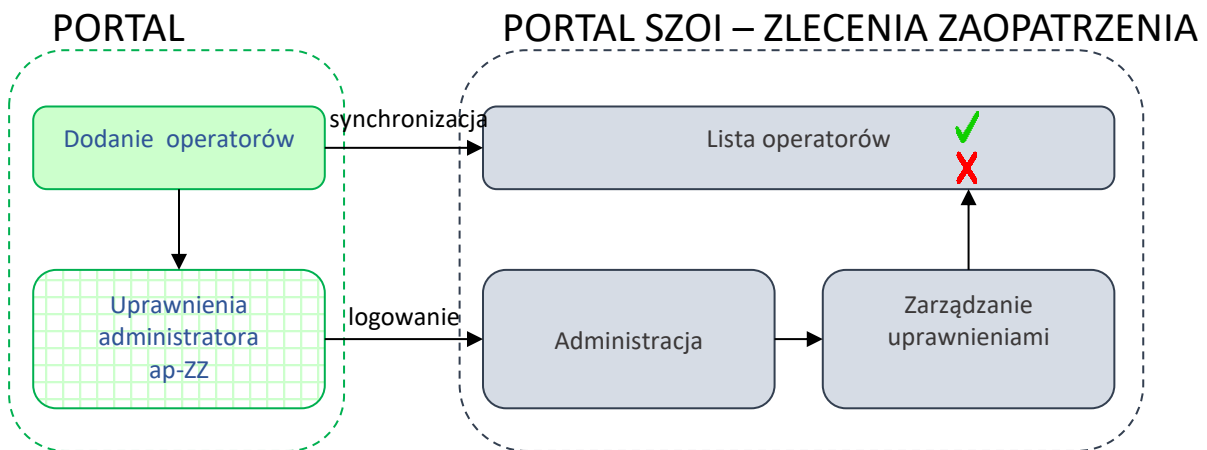 PORTAL
PORTAL SZOI – ZLECENIA ZAOPATRZENIA
Dodanie operatorów
synchronizacja
Lista operatorów
Uprawnienia
administratora
ap-ZZ
logowanie
Administracja
Zarządzanie
uprawnieniami